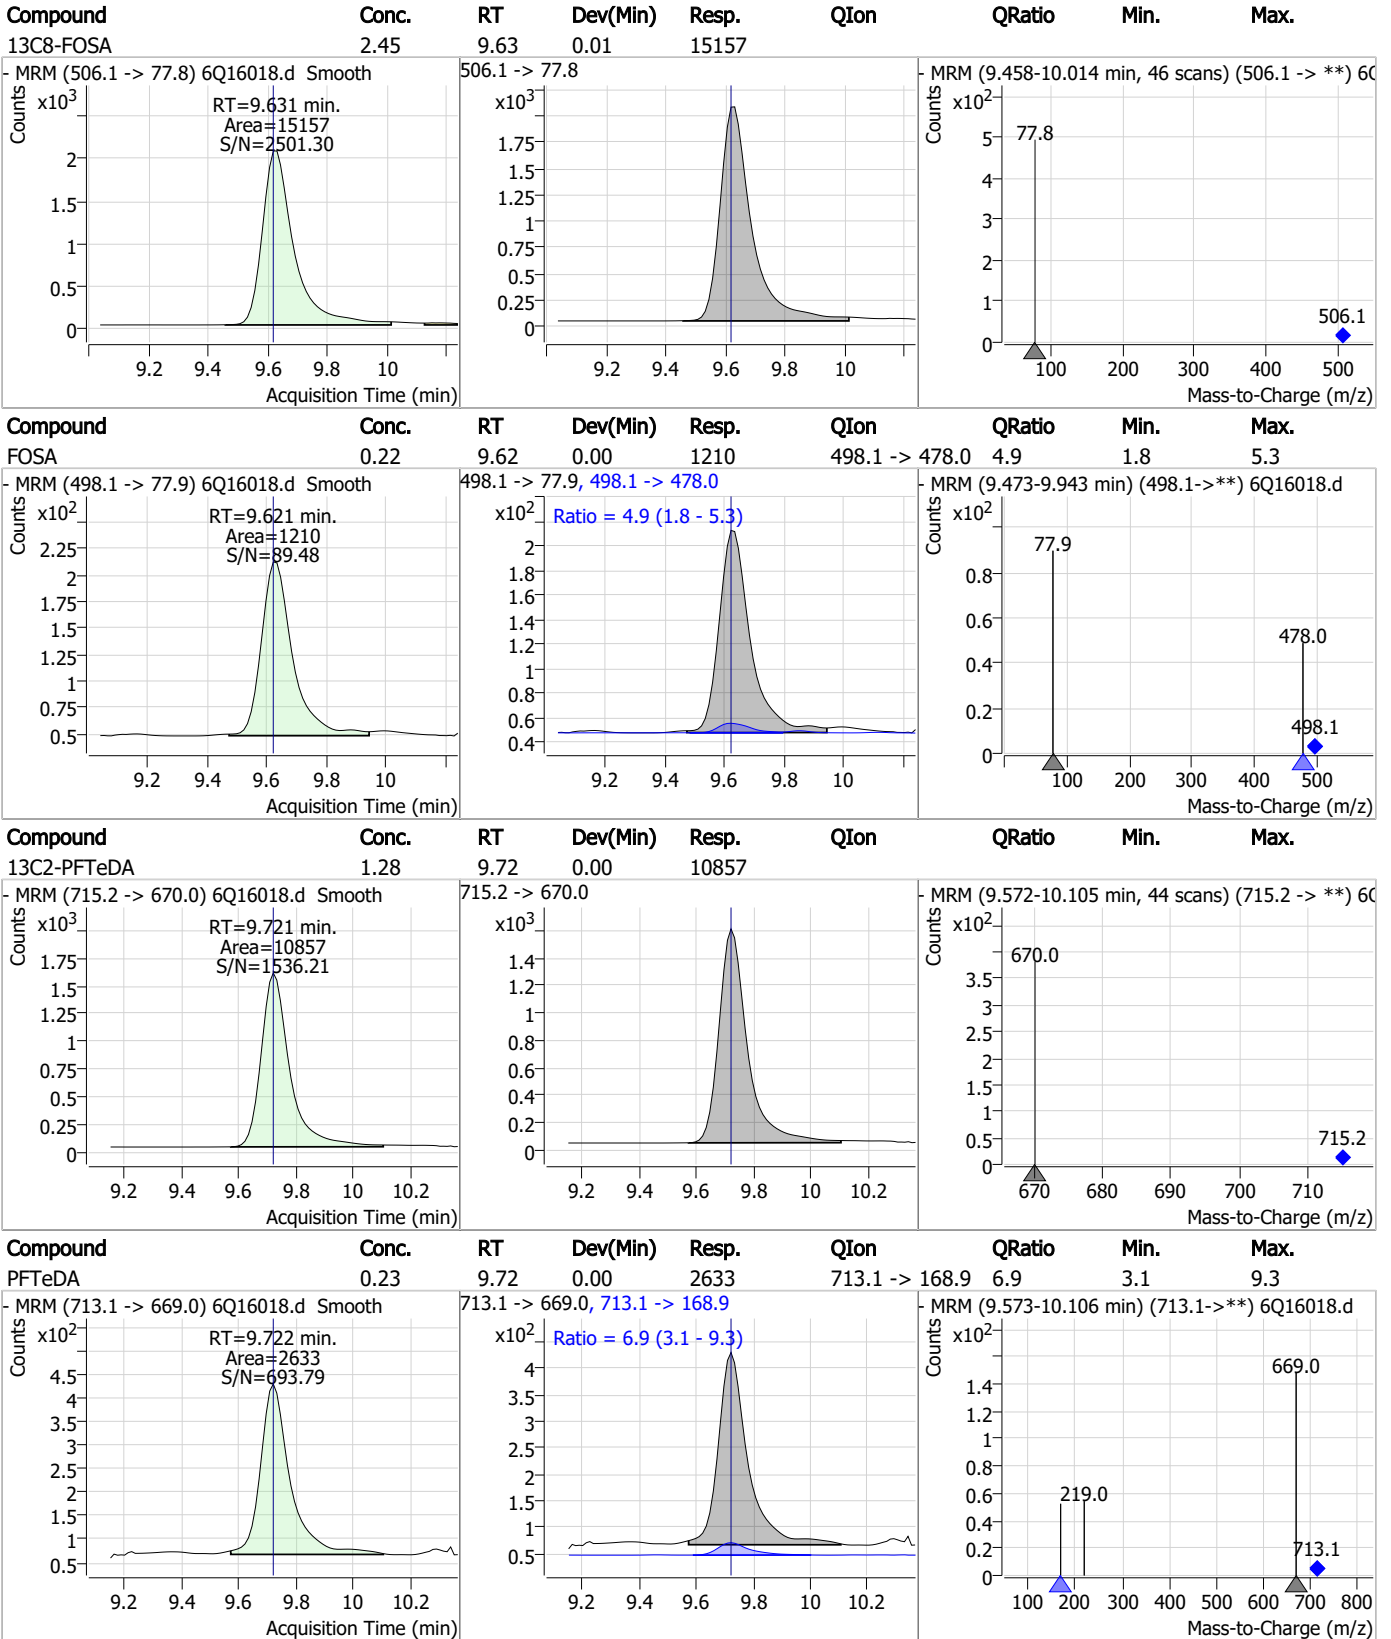 Compound Conc. RT Dev(Min) Resp. QIon QRatio Min. Max.
13C8-FOSA 2.45 9.63 0.01 15157
- MRM (506.1 -> 77.8) 6Q16018.d Smooth
506.1 -> 77.8
- MRM (9.458-10.014 min, 46 scans) (506.1 -> **) 6Q
Counts
x10³
RT=9.631 min.
Area=15157
S/N=2501.30
2
1.5
1
0.5
0
9.2 9.4 9.6 9.8 10
Acquisition Time (min)
x10³
1.75
1.5
1.25
1
0.75
0.5
0.25
0
9.2 9.4 9.6 9.8 10
Counts
x10²
77.8
506.1
5
4
3
2
1
0
100 200 300 400 500
Mass-to-Charge (m/z)
Compound Conc. RT Dev(Min) Resp. QIon QRatio Min. Max.
FOSA 0.22 9.62 0.00 1210 498.1 -> 478.0 4.9 1.8 5.3
- MRM (498.1 -> 77.9) 6Q16018.d Smooth
498.1 -> 77.9, 498.1 -> 478.0
- MRM (9.473-9.943 min) (498.1->**) 6Q16018.d
Counts
x10²
RT=9.621 min.
Area=1210
S/N=89.48
2.25
2
1.75
1.5
1.25
1
0.75
0.5
9.2 9.4 9.6 9.8 10
Acquisition Time (min)
x10²
Ratio = 4.9 (1.8 - 5.3)
2
1.8
1.6
1.4
1.2
1
0.8
0.6
0.4
9.2 9.4 9.6 9.8 10
Counts
x10²
77.9
478.0
498.1
0.8
0.6
0.4
0.2
0
100 200 300 400 500
Mass-to-Charge (m/z)
Compound Conc. RT Dev(Min) Resp. QIon QRatio Min. Max.
13C2-PFTeDA 1.28 9.72 0.00 10857
- MRM (715.2 -> 670.0) 6Q16018.d Smooth
715.2 -> 670.0
- MRM (9.572-10.105 min, 44 scans) (715.2 -> **) 6Q
Counts
x10³
RT=9.721 min.
Area=10857
S/N=1536.21
1.75
1.5
1.25
1
0.75
0.5
0.25
0
9.2 9.4 9.6 9.8 10 10.2
Acquisition Time (min)
x10³
1.4
1.2
1
0.8
0.6
0.4
0.2
0
9.2 9.4 9.6 9.8 10 10.2
Counts
x10²
670.0
715.2
3.5
3
2.5
2
1.5
1
0.5
0
670 680 690 700 710
Mass-to-Charge (m/z)
Compound Conc. RT Dev(Min) Resp. QIon QRatio Min. Max.
PFTeDA 0.23 9.72 0.00 2633 713.1 -> 168.9 6.9 3.1 9.3
- MRM (713.1 -> 669.0) 6Q16018.d Smooth
713.1 -> 669.0, 713.1 -> 168.9
- MRM (9.573-10.106 min) (713.1->**) 6Q16018.d
Counts
x10²
RT=9.722 min.
Area=2633
S/N=693.79
4.5
4
3.5
3
2.5
2
1.5
1
0.5
9.2 9.4 9.6 9.8 10 10.2
Acquisition Time (min)
x10²
Ratio = 6.9 (3.1 - 9.3)
4
3.5
3
2.5
2
1.5
1
0.5
9.2 9.4 9.6 9.8 10 10.2
Counts
x10²
669.0
219.0
713.1
1.4
1.2
1
0.8
0.6
0.4
0.2
0
100 200 300 400 500 600 700 800
Mass-to-Charge (m/z)